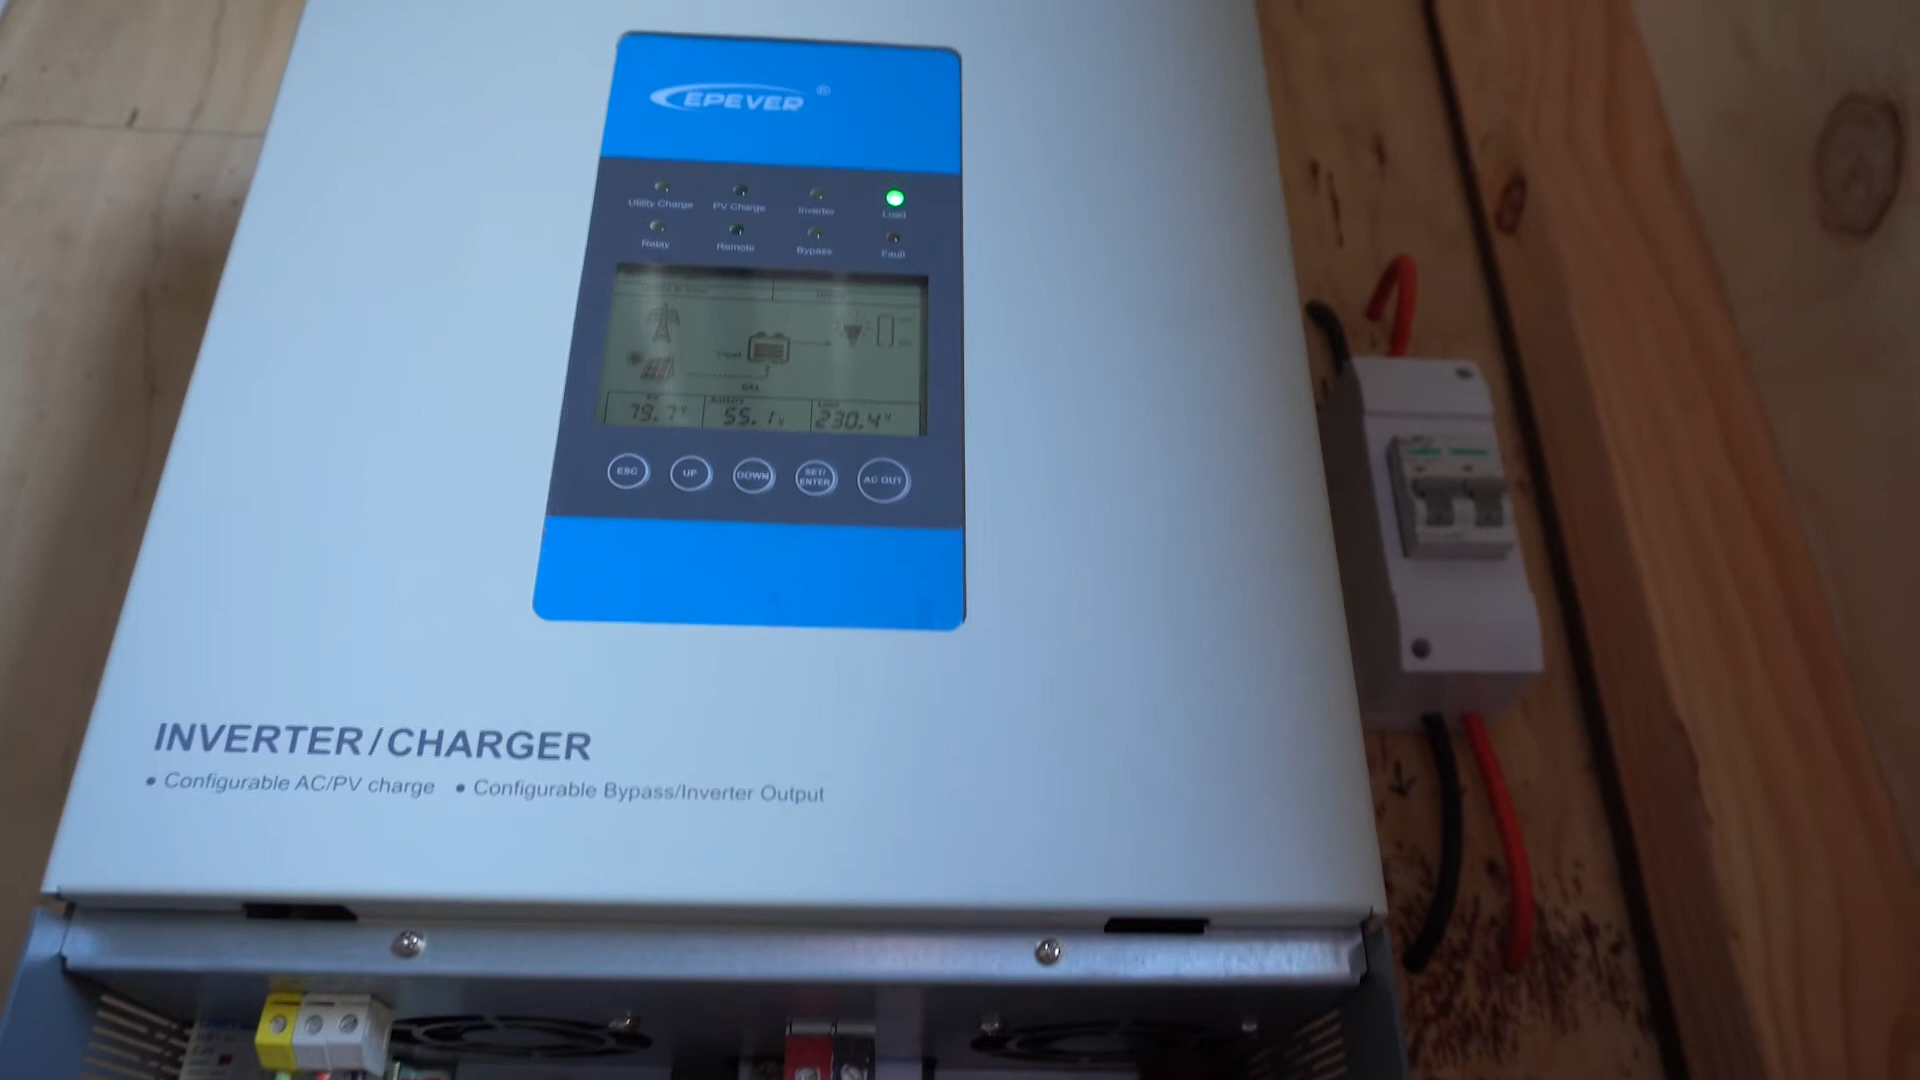 EPEVER ®
Utility Charge PV Charge Inverter Load
Relay Remote Bypass Fault
GEL
79.7V 55.1V 230.4V
ESC UP DOWN SET/ENTER AC OUT
INVERTER/CHARGER
• Configurable AC/PV charge • Configurable Bypass/Inverter Output